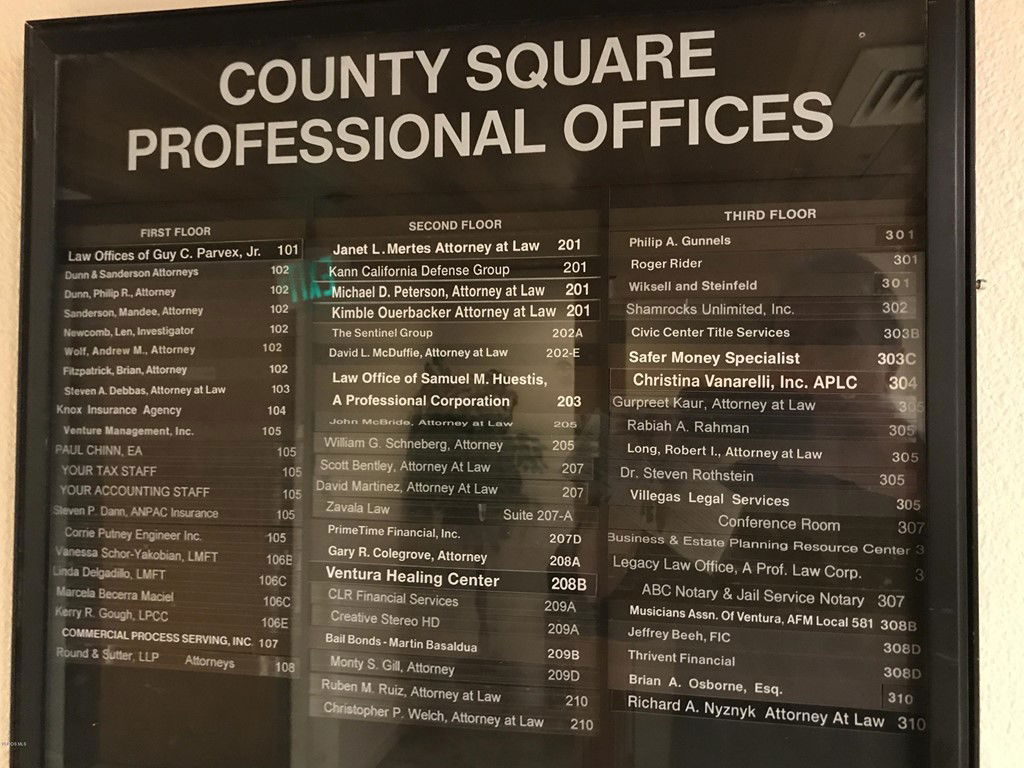 COUNTY SQUARE
PROFESSIONAL OFFICES
FIRST FLOOR
Law Offices of Guy C. Parvex, Jr. 101
Dunn & Sanderson Attorneys 102
Dunn, Philip R., Attorney 102
Sanderson, Mandee, Attorney 102
Newcomb, Len, Investigator 102
Wolf, Andrew M., Attorney 102
Fitzpatrick, Brian, Attorney 102
Steven A. Debbas, Attorney at Law 103
Knox Insurance Agency 104
Venture Management, Inc. 105
PAUL CHINN, EA 105
YOUR TAX STAFF 105
YOUR ACCOUNTING STAFF 105
Steven P. Dann, ANPAC Insurance 105
Corrie Putney Engineer Inc. 105
Vanessa Schor-Yakobian, LMFT 106B
Linda Delgadillo, LMFT 106C
Marcela Becerra Maciel 106C
Kerry R. Gough, LPCC 106E
COMMERCIAL PROCESS SERVING, INC. 107
Round & Sutter, LLP Attorneys 108
SECOND FLOOR
Janet L. Mertes Attorney at Law 201
Kann California Defense Group 201
Michael D. Peterson, Attorney at Law 201
Kimble Ouerbacker Attorney at Law 201
The Sentinel Group 202A
David L. McDuffie, Attorney at Law 202-E
Law Office of Samuel M. Huestis,
A Professional Corporation 203
John McBride, Attorney at Law 205
William G. Schneberg, Attorney 205
Scott Bentley, Attorney At Law 207
David Martinez, Attorney At Law 207
Zavala Law Suite 207-A
PrimeTime Financial, Inc. 207D
Gary R. Colegrove, Attorney 208A
Ventura Healing Center 208B
CLR Financial Services 209A
Creative Stereo HD 209A
Bail Bonds - Martin Basaldua 209B
Monty S. Gill, Attorney 209D
Ruben M. Ruiz, Attorney at Law 210
Christopher P. Welch, Attorney at Law 210
THIRD FLOOR
Philip A. Gunnels 301
Roger Rider 301
Wiksell and Steinfeld 301
Shamrocks Unlimited, Inc. 302
Civic Center Title Services 303B
Safer Money Specialist 303C
Christina Vanarelli, Inc. APLC 304
Gurpreet Kaur, Attorney at Law 305
Rabiah A. Rahman 305
Long, Robert I., Attorney at Law 305
Dr. Steven Rothstein 305
Villegas Legal Services 305
Conference Room 307
Business & Estate Planning Resource Center 3
Legacy Law Office, A Prof. Law Corp. 3
ABC Notary & Jail Service Notary 307
Musicians Assn. Of Ventura, AFM Local 581 308B
Jeffrey Beeh, FIC 308D
Thrivent Financial 308D
Brian A. Osborne, Esq. 310
Richard A. Nyznyk Attorney At Law 310